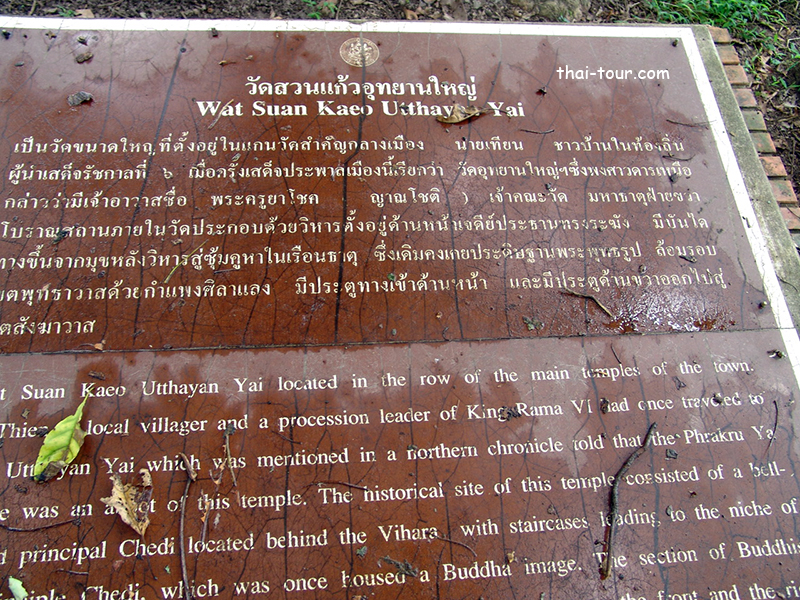 thai-tour.com
วัดสวนแก้วอุทยานใหญ่
Wat Suan Kaeo Utthayan Yai
เป็นวัดขนาดใหญ่ที่ตั้งอยู่ในแกนวัดสำคัญกลางเมือง นายเทียน ชาวบ้านในท้องถิ่น
ผู้นำเสด็จรัชกาลที่ ๖ เมื่อครั้งเสด็จประพาสเมืองนี้เรียกว่า วัดอุทยานใหญ่ฯซึ่งพงศาวดารเหนือ
กล่าวว่ามีเจ้าอาวาสชื่อ พระครูยาโชค ญาณโชติ ) เจ้าคณะวัด มหาธาตุฝ่ายขวา
โบราณสถานภายในวัดประกอบด้วยวิหารตั้งอยู่ด้านหน้าเจดีย์ประธานทรงระฆัง มีบันได
ทางขึ้นจากมุขหลังวิหารสู่ซุ้มคูหาในเรือนธาตุ ซึ่งเดิมคงเคยประดิษฐานพระพุทธรูป ล้อมรอบ
เขตพุทธาวาสด้วยกำแพงศิลาแลง มีประตูทางเข้าด้านหน้า และมีประตูด้านขวาออกไปสู่
ตสังฆาวาส
t Suan Kaeo Utthayan Yai located in the row of the main temples of the town.
Thien local villager and a procession leader of King Rama VI had once traveled to
Utthayan Yai which was mentioned in a northern chronicle told that the Phrakru Ya
e was an abbot of this temple. The historical site of this temple consisted of a bell-
d principal Chedi located behind the Vihara with staircases leading to the niche of
Chedi, which was once housed a Buddha image. The section of Buddhis
the front and the ri